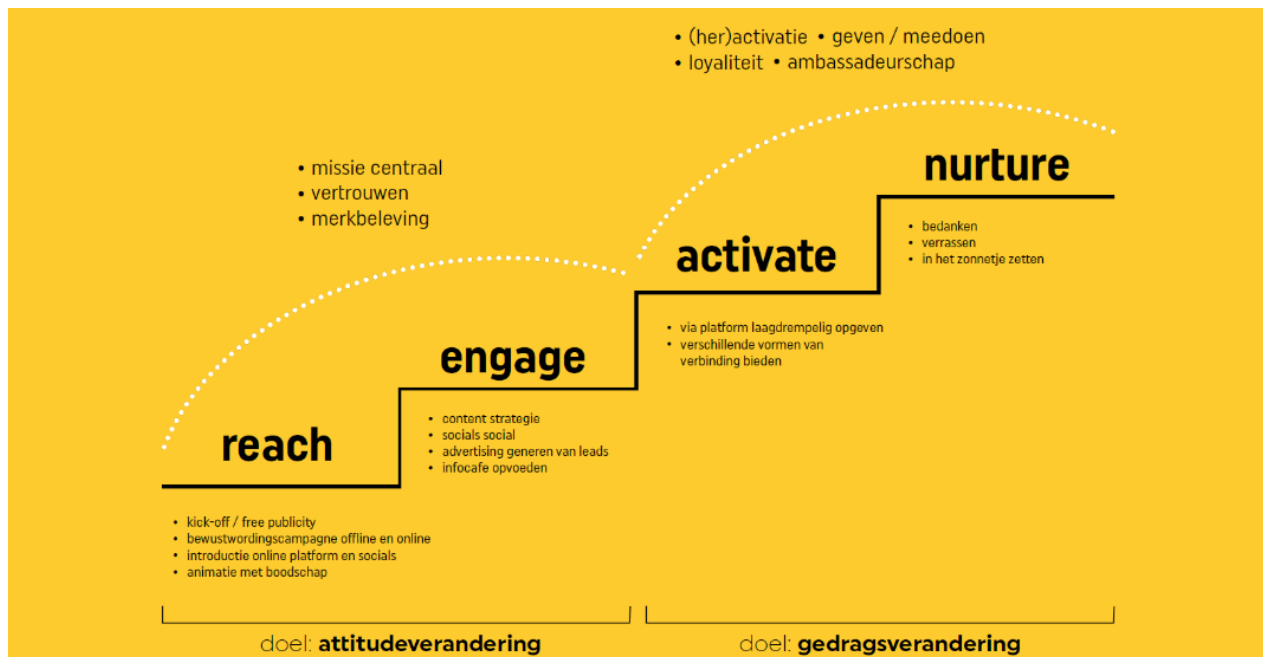 • (her)activatie • geven / meedoen
• loyaliteit • ambassadeurschap
• missie centraal
• vertrouwen
• merkbeleving
nurture
• bedanken
• verrassen
• in het zonnetje zetten
activate
• via platform laagdrempelig opgeven
• verschillende vormen van
verbinding bieden
engage
• content strategie
• socials social
• advertising generen van leads
• infocafe opvoeden
reach
• kick-off / free publicity
• bewustwordingscampagne offline en online
• introductie online platform en socials
• animatie met boodschap
doel: attitudeverandering
doel: gedragsverandering